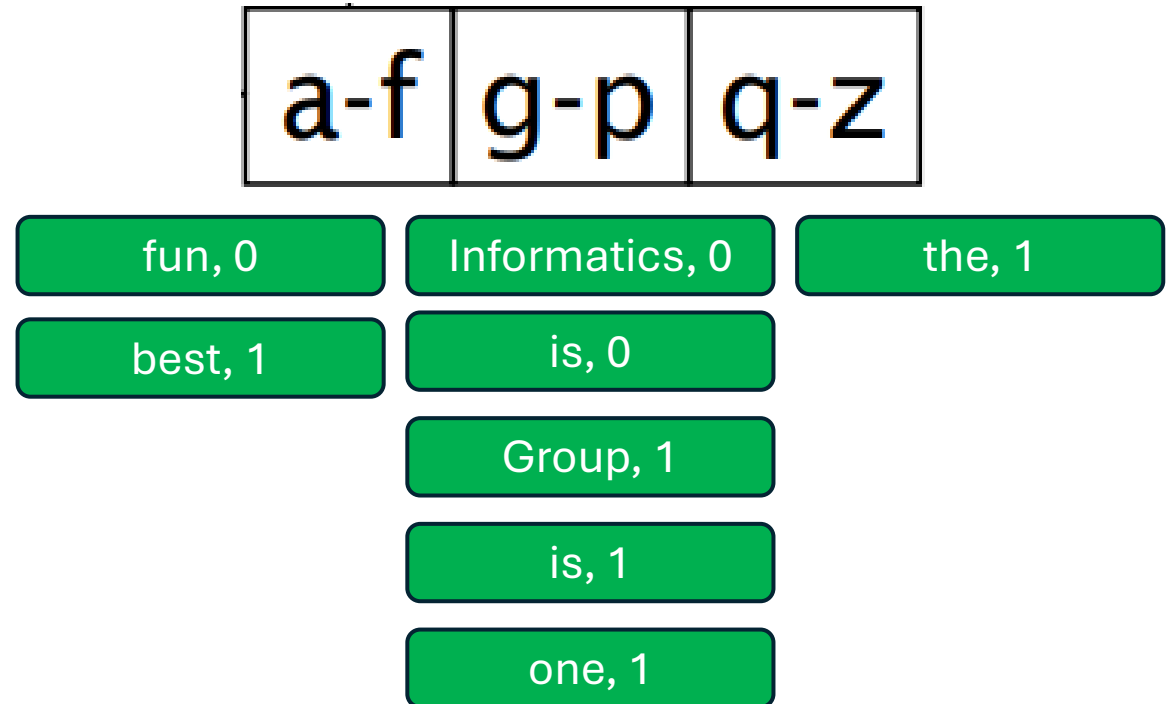 a-f g-p q-z
fun, 0 Informatics, 0 the, 1
best, 1 is, 0
Group, 1
is, 1
one, 1